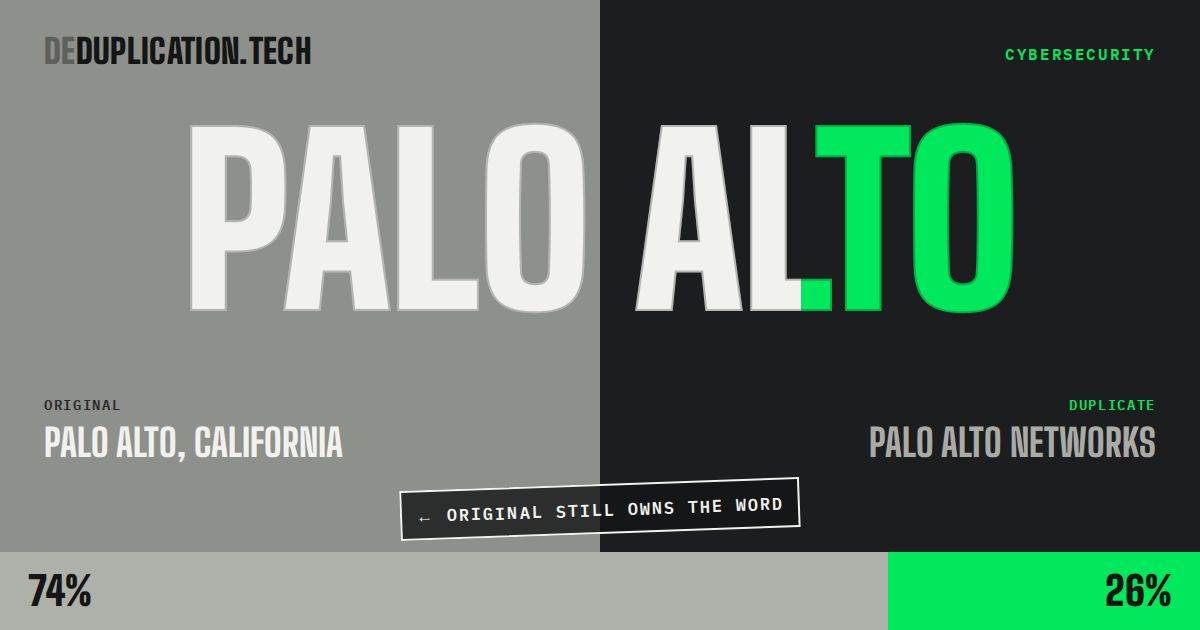 DEDUPLICATION.TECH
CYBERSECURITY
PALO ALTO
ORIGINAL
PALO ALTO, CALIFORNIA
DUPLICATE
PALO ALTO NETWORKS
← ORIGINAL STILL OWNS THE WORD
74%
26%